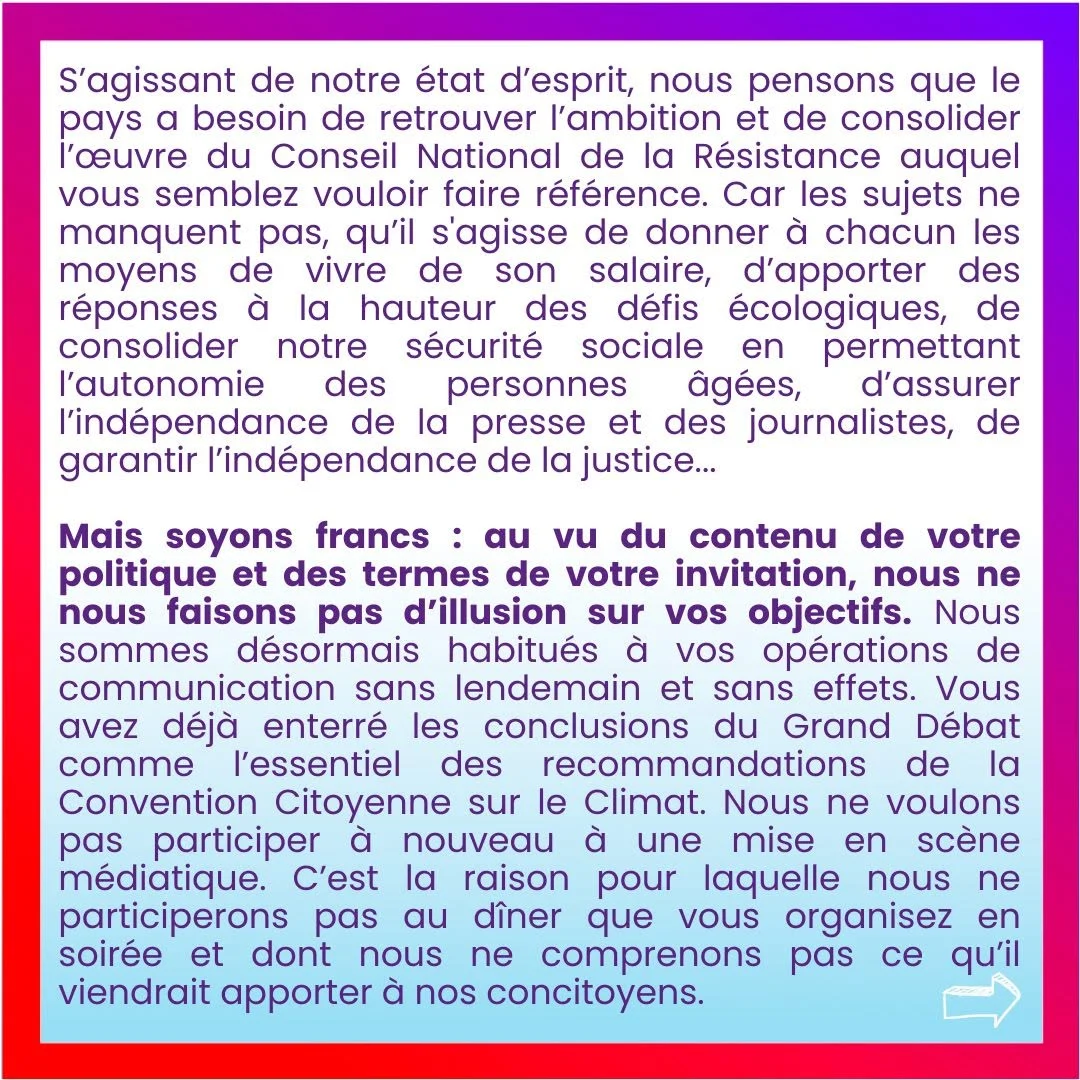 S’agissant de notre état d’esprit, nous pensons que le
pays a besoin de retrouver l’ambition et de consolider
l’œuvre du Conseil National de la Résistance auquel
vous semblez vouloir faire référence. Car les sujets ne
manquent pas, qu’il s'agisse de donner à chacun les
moyens de vivre de son salaire, d’apporter des
réponses à la hauteur des défis écologiques, de
consolider notre sécurité sociale en permettant
l’autonomie des personnes âgées, d’assurer
l’indépendance de la presse et des journalistes, de
garantir l’indépendance de la justice...
Mais soyons francs : au vu du contenu de votre
politique et des termes de votre invitation, nous ne
nous faisons pas d’illusion sur vos objectifs. Nous
sommes désormais habitués à vos opérations de
communication sans lendemain et sans effets. Vous
avez déjà enterré les conclusions du Grand Débat
comme l’essentiel des recommandations de la
Convention Citoyenne sur le Climat. Nous ne voulons
pas participer à nouveau à une mise en scène
médiatique. C’est la raison pour laquelle nous ne
participerons pas au dîner que vous organisez en
soirée et dont nous ne comprenons pas ce qu’il
viendrait apporter à nos concitoyens.